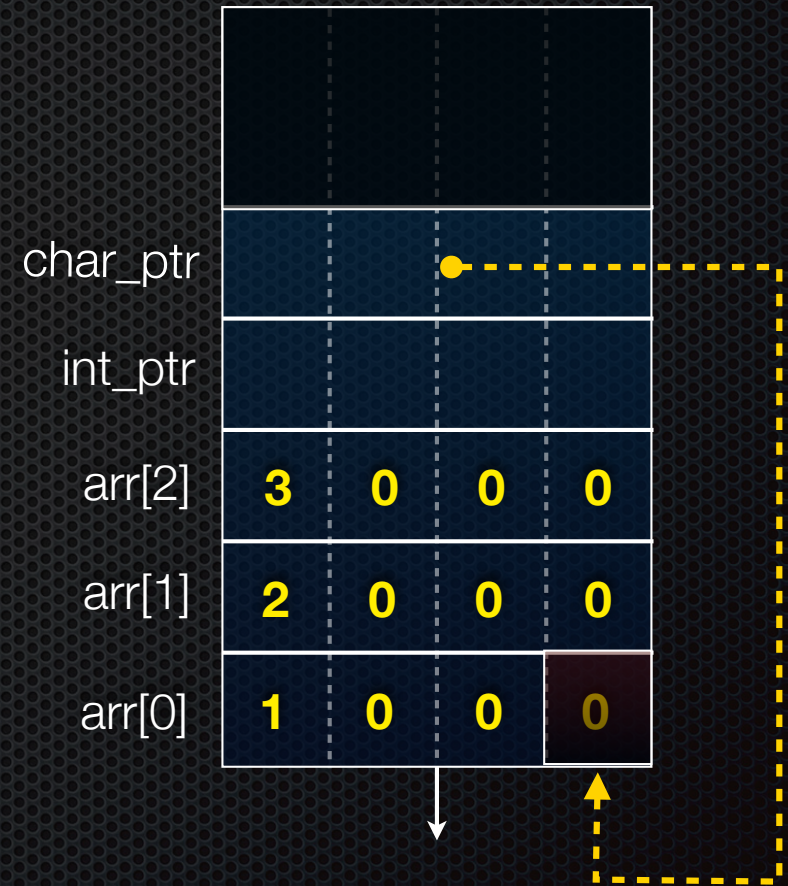 char_ptr
int_ptr
arr[2] 3 0 0 0
arr[1] 2 0 0 0
arr[0] 1 0 0 0